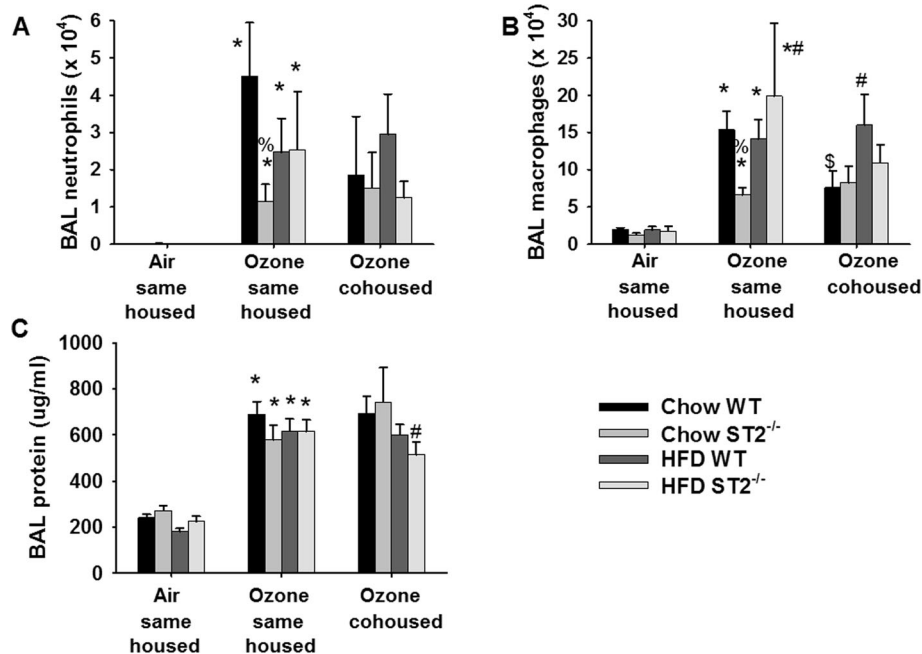 A
BAL neutrophils (x 10⁴)
6
5
4
3
2
1
0
*
%
*
*
*
Air
same
housed
Ozone
same
housed
Ozone
cohoused
B
BAL macrophages (x 10⁴)
30
25
20
15
10
5
0
*
%
*
*
*#
$
#
Air
same
housed
Ozone
same
housed
Ozone
cohoused
C
BAL protein (ug/ml)
1000
800
600
400
200
0
*
*
*
*
#
Air
same
housed
Ozone
same
housed
Ozone
cohoused
Chow WT
Chow ST2⁻/⁻
HFD WT
HFD ST2⁻/⁻